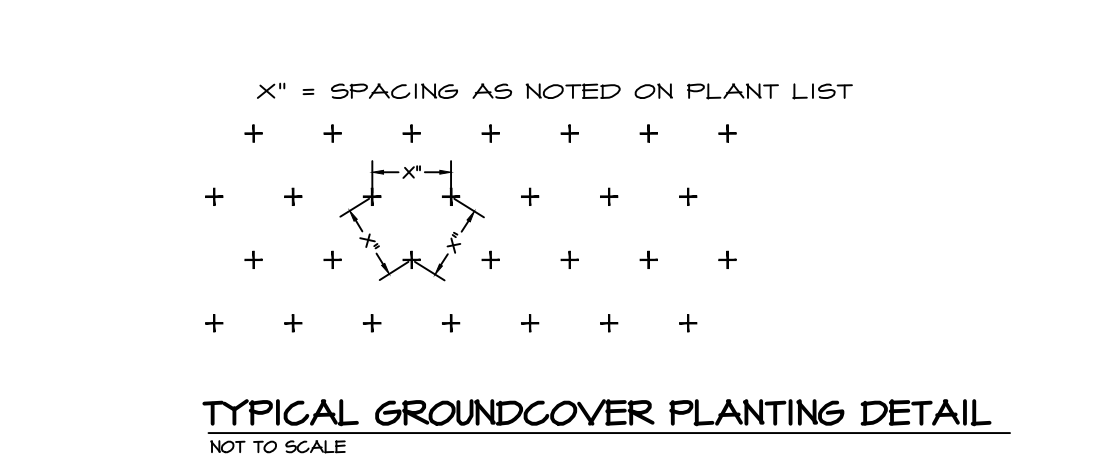 X" = SPACING AS NOTED ON PLANT LIST
X"
X"
X"
TYPICAL GROUNDCOVER PLANTING DETAIL
NOT TO SCALE